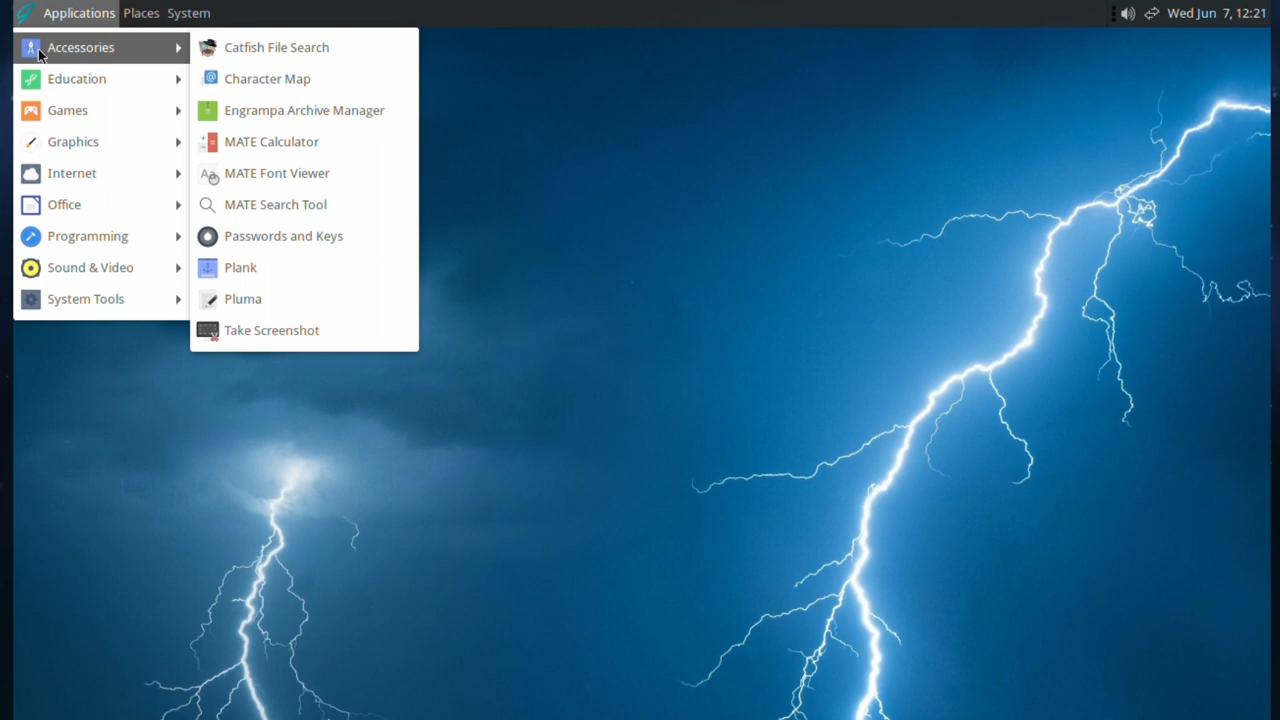 Applications Places System
Wed Jun 7, 12:21
Accessories
Education
Games
Graphics
Internet
Office
Programming
Sound & Video
System Tools
Catfish File Search
Character Map
Engrampa Archive Manager
MATE Calculator
MATE Font Viewer
MATE Search Tool
Passwords and Keys
Plank
Pluma
Take Screenshot